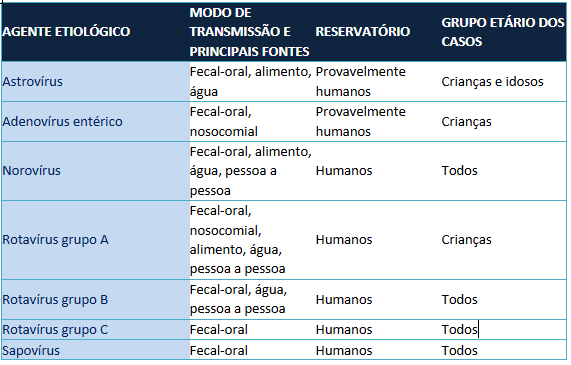 AGENTE ETIOLÓGICO
MODO DE
TRANSMISSÃO E
PRINCIPAIS FONTES
RESERVATÓRIO
GRUPO ETÁRIO DOS
CASOS
Astrovírus
Fecal-oral, alimento,
água
Provavelmente
humanos
Crianças e idosos
Adenovírus entérico
Fecal-oral,
nosocomial
Provavelmente
humanos
Crianças
Norovírus
Fecal-oral, alimento,
água, pessoa a
pessoa
Humanos
Todos
Rotavírus grupo A
Fecal-oral,
nosocomial,
alimento, água,
pessoa a pessoa
Humanos
Crianças
Rotavírus grupo B
Fecal-oral, água,
pessoa a pessoa
Humanos
Todos
Rotavírus grupo C
Fecal-oral
Humanos
Todos
Sapovírus
Fecal-oral
Humanos
Todos